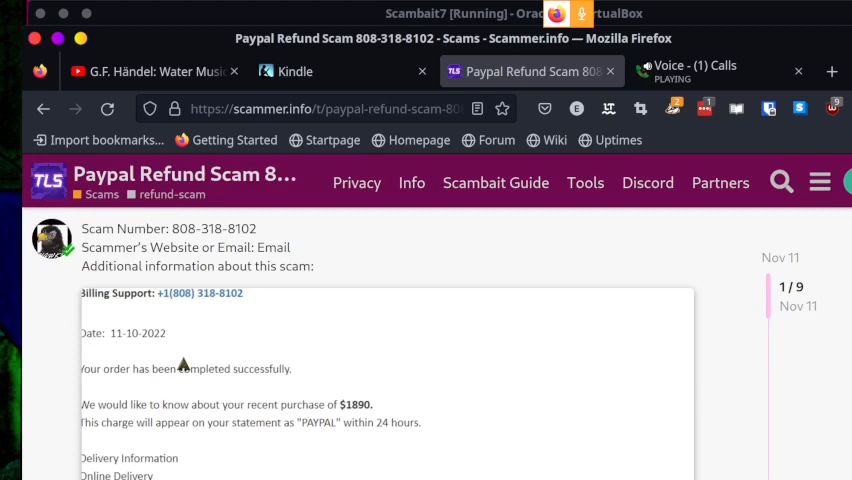 Scambait7 [Running] - Orac
rtualBox
Paypal Refund Scam 808-318-8102 - Scams - Scammer.info — Mozilla Firefox
G.F. Händel: Water Music
Kindle
TLS
Paypal Refund Scam 808
Voice - (1) Calls
PLAYING
https://scammer.info/t/paypal-refund-scam-80
E
2
1
S
9
Import bookmarks...
Getting Started
Startpage
Homepage
Forum
Wiki
Uptimes
TLS
Paypal Refund Scam 8...
Scams
refund-scam
Privacy
Info
Scambait Guide
Tools
Discord
Partners
Scam Number: 808-318-8102
Scammer's Website or Email: Email
Additional information about this scam:
Nov 11
1 / 9
Nov 11
Billing Support: +1(808) 318-8102
Date: 11-10-2022
Your order has been completed successfully.
We would like to know about your recent purchase of $1890.
This charge will appear on your statement as "PAYPAL" within 24 hours.
Delivery Information
Online Delivery